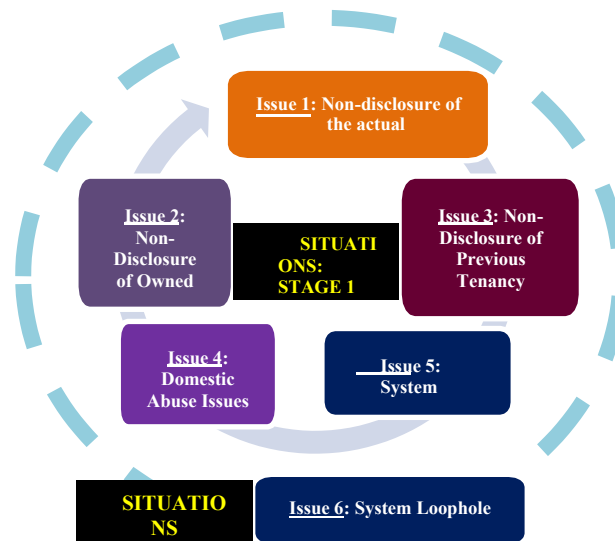 Issue 1: Non-disclosure of
the actual
Issue 2:
Non-
Disclosure
of Owned
SITUATI
ONS:
STAGE 1
Issue 3: Non-
Disclosure of
Previous
Tenancy
Issue 4:
Domestic
Abuse Issues
Issue 5:
System
SITUATIO
NS
Issue 6: System Loophole